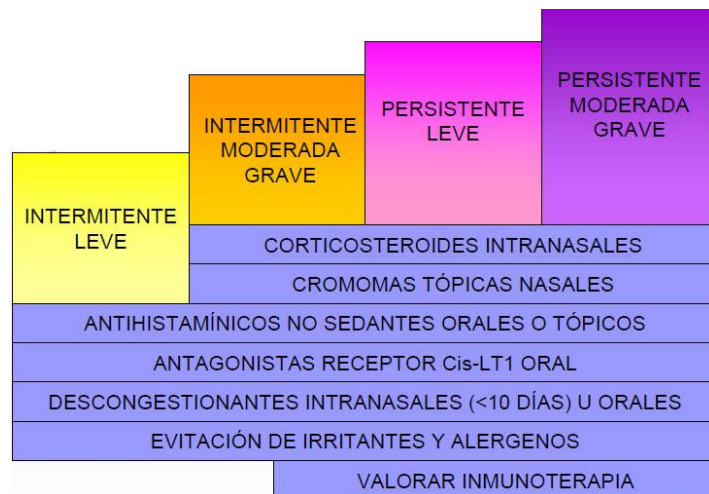 INTERMITENTE
LEVE
INTERMITENTE
MODERADA
GRAVE
PERSISTENTE
LEVE
PERSISTENTE
MODERADA
GRAVE
CORTICOSTEROIDES INTRANASALES
CROMOMAS TÓPICAS NASALES
ANTIHISTAMÍNICOS NO SEDANTES ORALES O TÓPICOS
ANTAGONISTAS RECEPTOR Cis-LT1 ORAL
DESCONGESTIONANTES INTRANASALES (<10 DÍAS) U ORALES
EVITACIÓN DE IRRITANTES Y ALERGENOS
VALORAR INMUNOTERAPIA